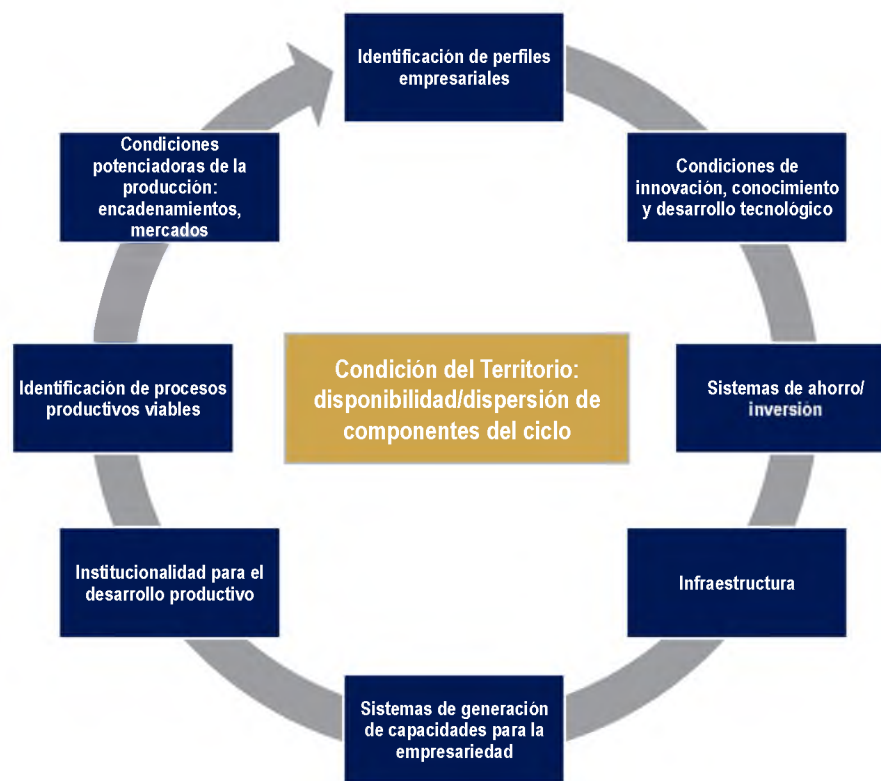 Identificación de perfiles
empresariales
Condiciones de
innovación, conocimiento
y desarrollo tecnológico
Sistemas de ahorro/
inversión
Infraestructura
Sistemas de generación
de capacidades para la
empresariedad
Institucionalidad para el
desarrollo productivo
Identificación de procesos
productivos viables
Condiciones
potenciadoras de la
producción:
encadenamientos,
mercados
Condición del Territorio:
disponibilidad/dispersión de
componentes del ciclo